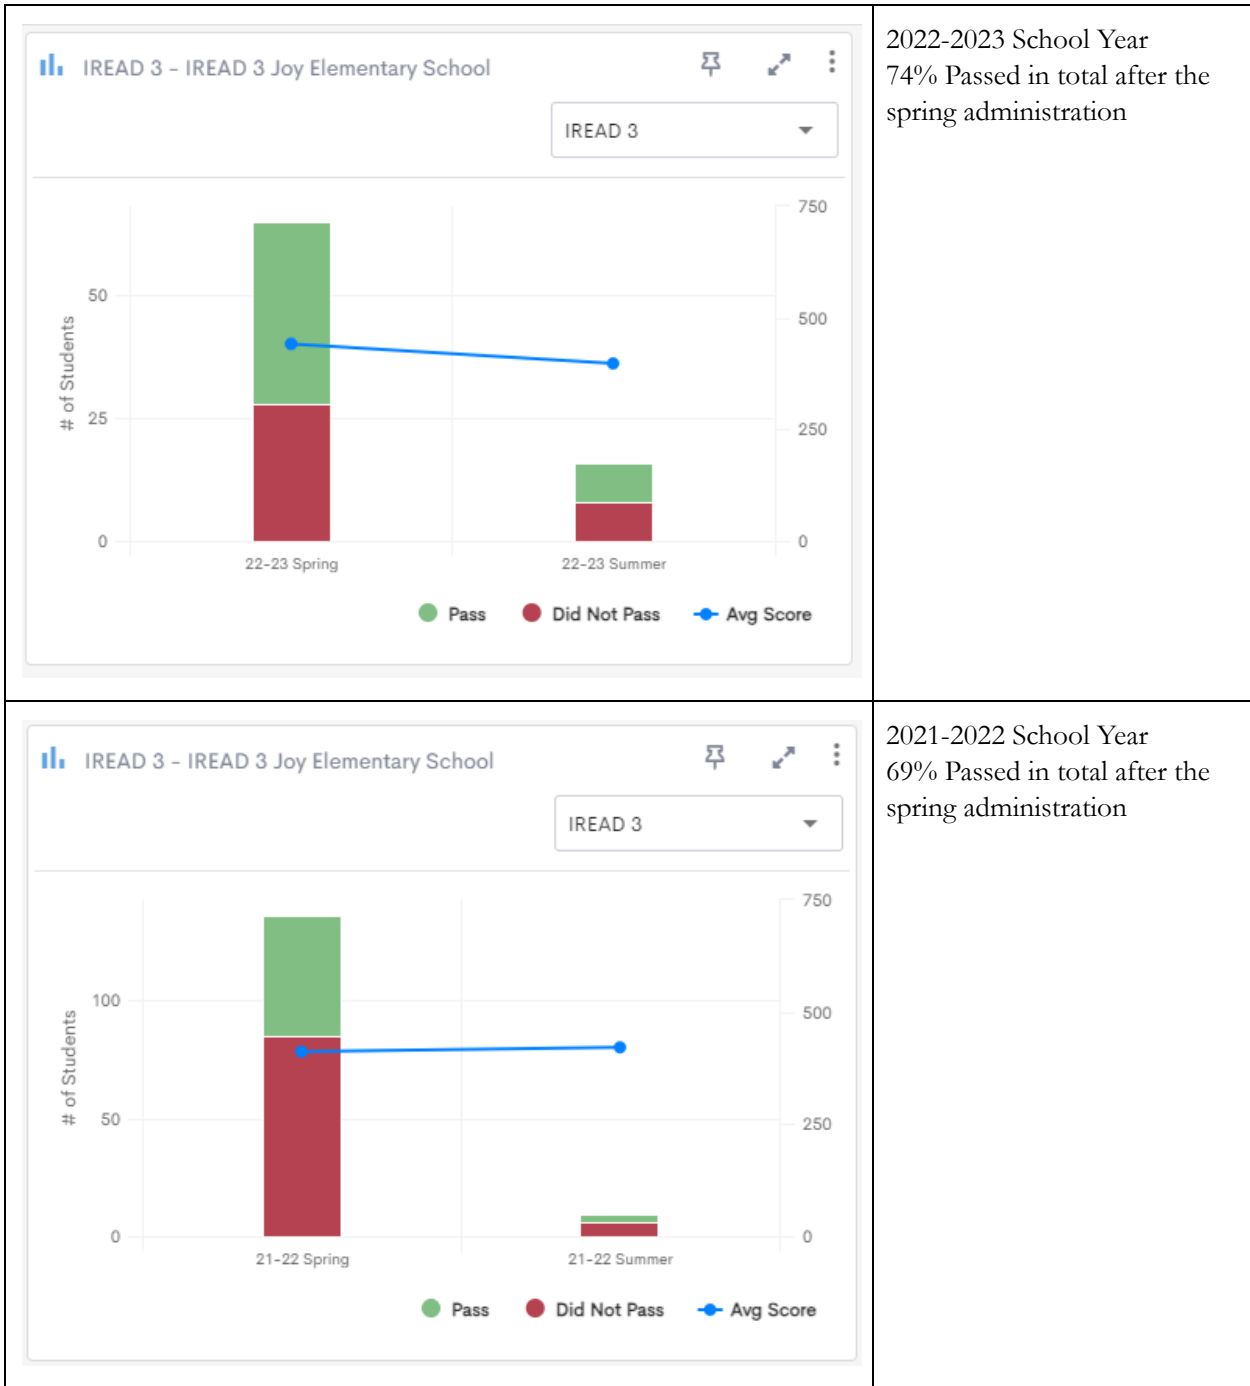 IREAD 3 - IREAD 3 Joy Elementary School
IREAD 3
750
50
500
25
250
0
0
# of Students
22-23 Spring
22-23 Summer
Pass
Did Not Pass
Avg Score
2022-2023 School Year
74% Passed in total after the
spring administration
IREAD 3 - IREAD 3 Joy Elementary School
IREAD 3
750
100
500
50
250
0
0
# of Students
21-22 Spring
21-22 Summer
Pass
Did Not Pass
Avg Score
2021-2022 School Year
69% Passed in total after the
spring administration